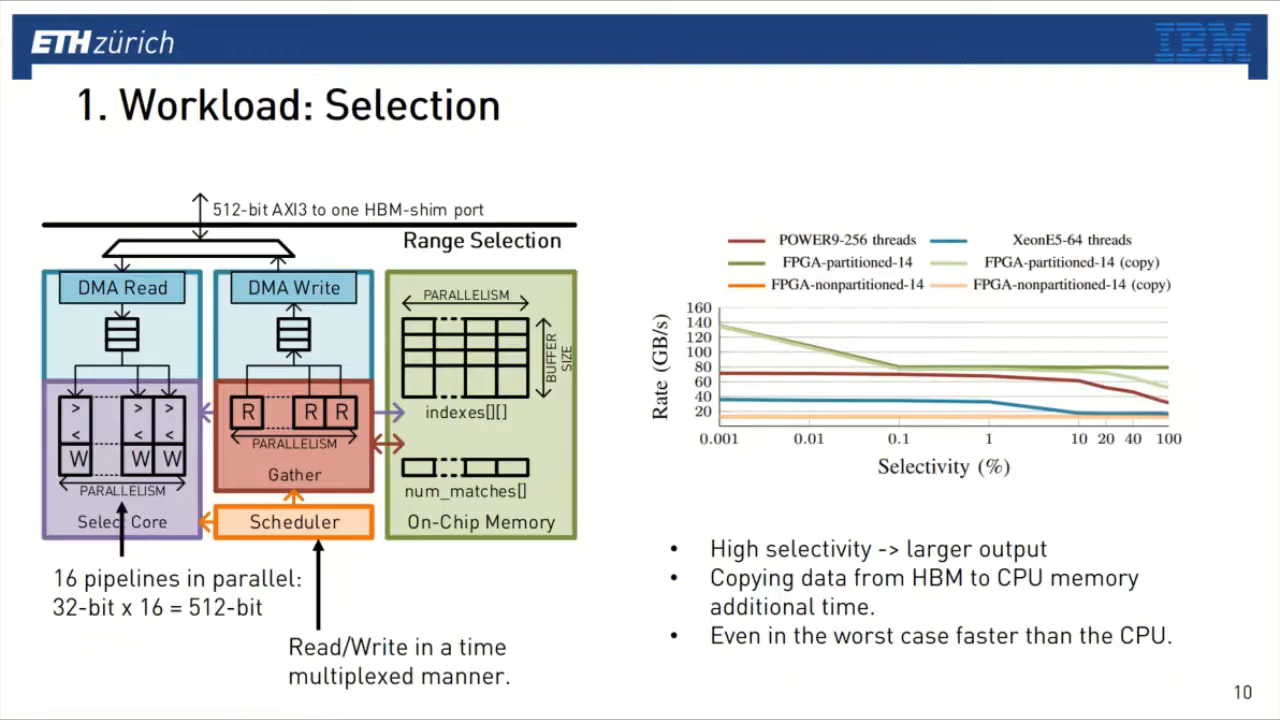 ETH zürich
IBM
1. Workload: Selection
512-bit AXI3 to one HBM-shim port
Range Selection
DMA Read
DMA Write
PARALLELISM
BUFFER
SIZE
indexes[][]
> > >
< < <
W W W
PARALLELISM
Select Core
R R R
PARALLELISM
Gather
Scheduler
num_matches[]
On-Chip Memory
16 pipelines in parallel:
32-bit x 16 = 512-bit
Read/Write in a time
multiplexed manner.
POWER9-256 threads
XeonE5-64 threads
FPGA-partitioned-14
FPGA-partitioned-14 (copy)
FPGA-nonpartitioned-14
FPGA-nonpartitioned-14 (copy)
Rate (GB/s)
160
140
120
100
80
60
40
20
0.001 0.01 0.1 1 10 20 40 100
Selectivity (%)
• High selectivity -> larger output
• Copying data from HBM to CPU memory
additional time.
• Even in the worst case faster than the CPU.
10